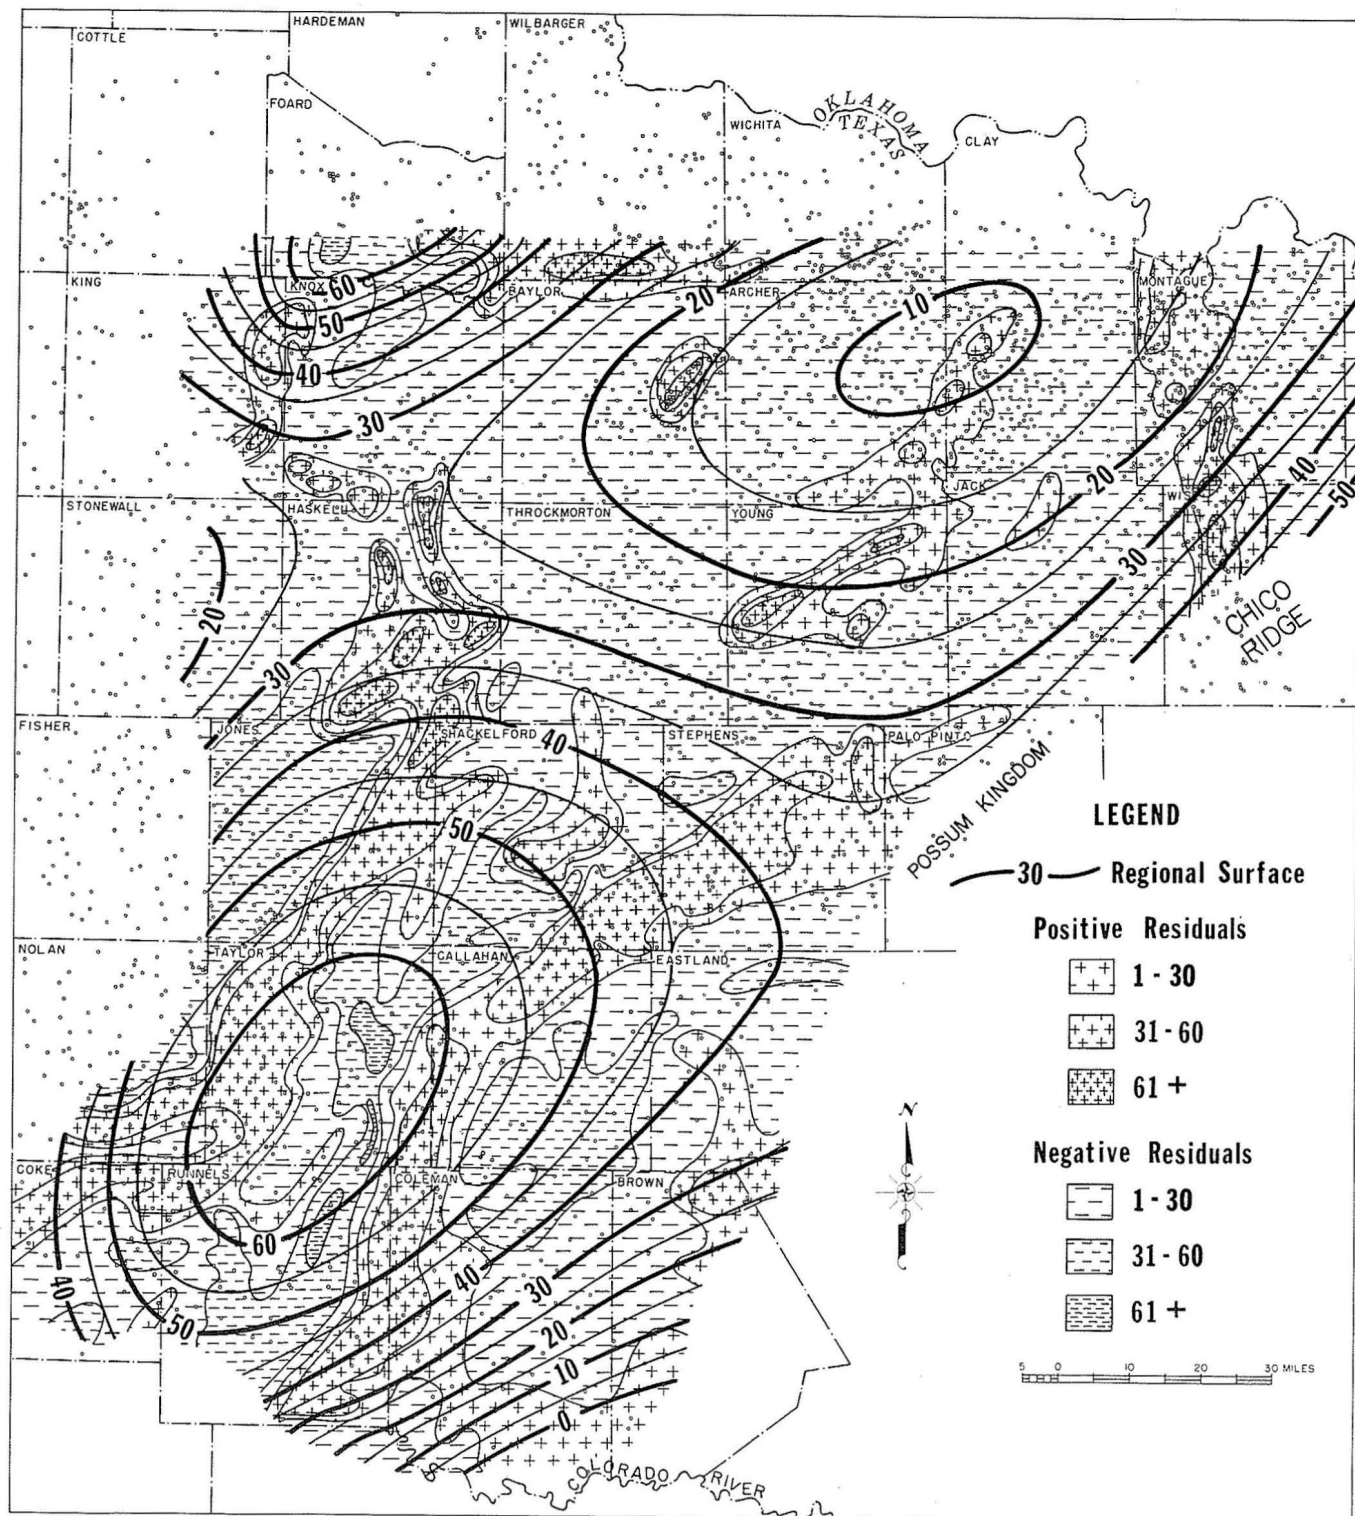 HARDEMAN
WILBARGER
COTTLE
FOARD
WICHITA
OKLAHOMA
TEXAS
CLAY
KING
KNOX
60
BAYLOR
20
ARCHER
10
MONTAGUE
50
40
30
20
40
50
STONEWALL
HASKELL
THROCKMORTON
YOUNG
JACK
WISE
20
30
CHICO
RIDGE
30
FISHER
JONES
SHACKELFORD
40
STEPHENS
PALO PINTO
50
POSSUM KINGDOM
LEGEND
30 Regional Surface
Positive Residuals
1 - 30
31 - 60
61 +
NOLAN
TAYLOR
CALLAHAN
EASTLAND
N
Negative Residuals
1 - 30
31 - 60
61 +
COKE
RUNNELS
COLEMAN
BROWN
60
40
50
40
30
20
10
0
5 0 10 20 30 MILES
COLORADO RIVER